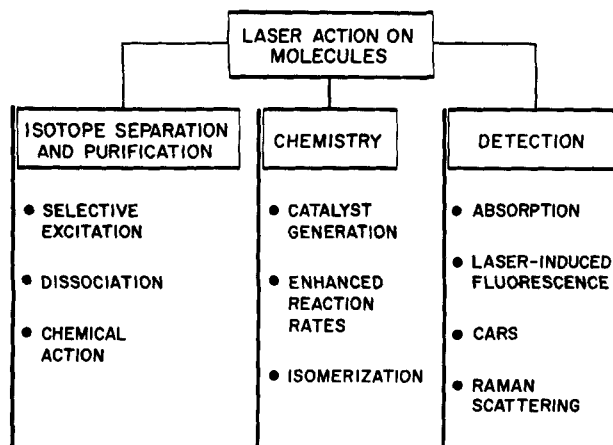 LASER ACTION ON
MOLECULES
ISOTOPE SEPARATION
AND PURIFICATION
● SELECTIVE
EXCITATION
● DISSOCIATION
● CHEMICAL
ACTION
CHEMISTRY
● CATALYST
GENERATION
● ENHANCED
REACTION
RATES
● ISOMERIZATION
DETECTION
● ABSORPTION
● LASER-INDUCED
FLUORESCENCE
● CARS
● RAMAN
SCATTERING